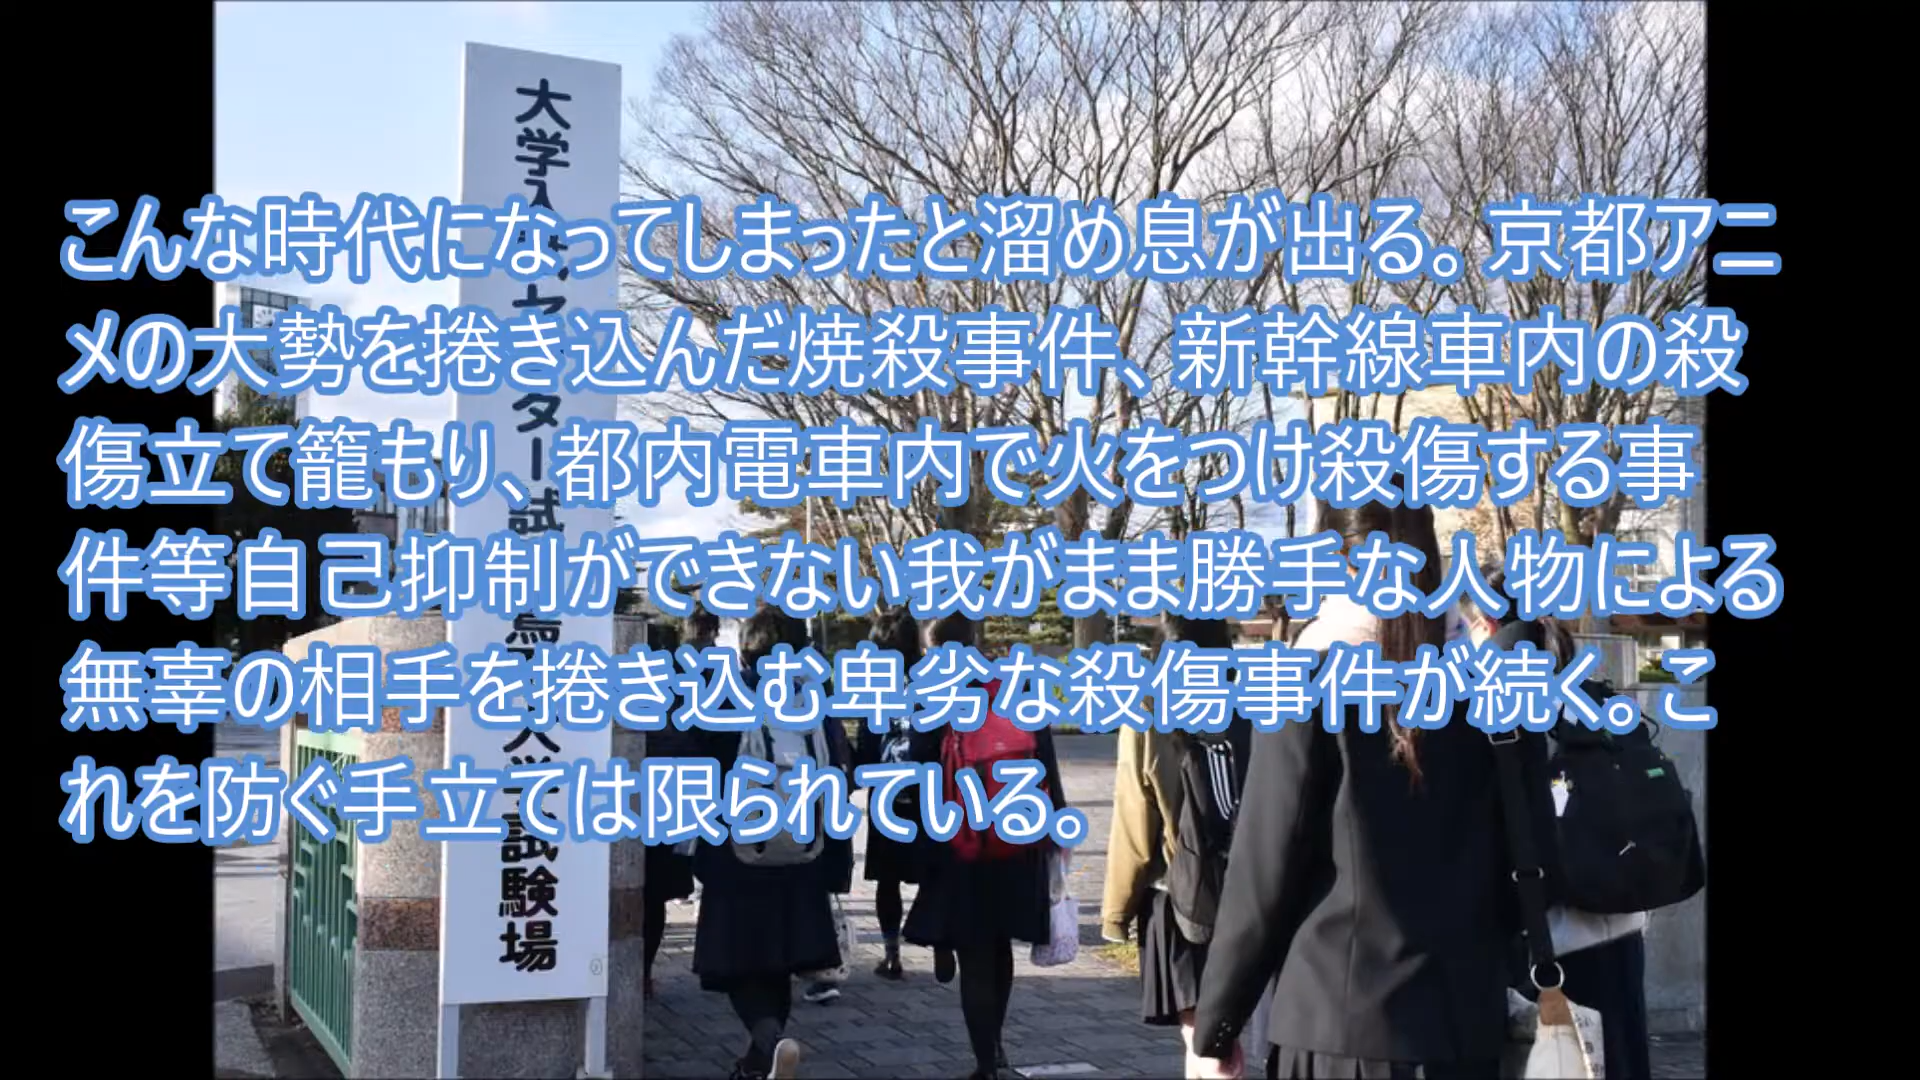 こんな時代になってしまったと溜め息が出る。京都アニ
メの大勢を捲き込んだ焼殺事件、新幹線車内の殺
傷立て籠もり、都内電車内で火をつけ殺傷する事
件等自己抑制ができない我がまま勝手な人物による
無辜の相手を捲き込む卑劣な殺傷事件が続く。こ
れを防ぐ手立ては限られている。
大学入 ター試 大学試験場